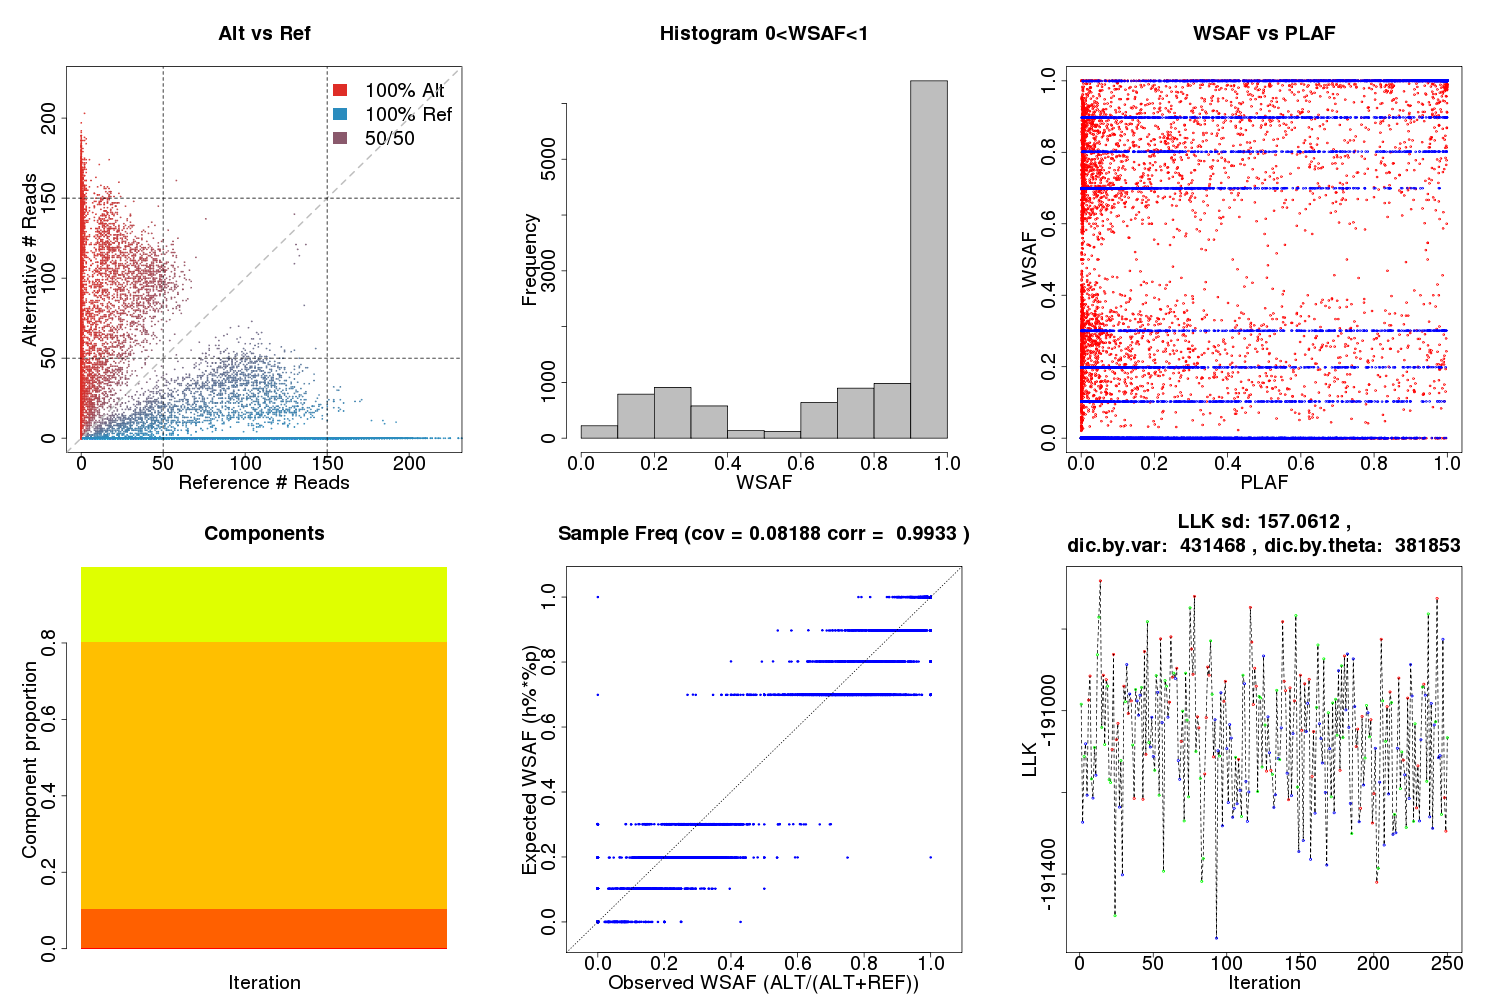 Alt vs Ref
100% Alt
100% Ref
50/50
Alternative # Reads
0 50 100 150 200
0 50 100 150 200
Reference # Reads
Histogram 0<WSAF<1
Frequency
0 1000 3000 5000
0.0 0.2 0.4 0.6 0.8 1.0
WSAF
WSAF vs PLAF
WSAF
0.0 0.2 0.4 0.6 0.8 1.0
0.0 0.2 0.4 0.6 0.8 1.0
PLAF
Components
Component proportion
0.0 0.2 0.4 0.6 0.8
Iteration
Sample Freq (cov = 0.08188 corr = 0.9933 )
Expected WSAF (h%*%p)
0.0 0.2 0.4 0.6 0.8 1.0
0.0 0.2 0.4 0.6 0.8 1.0
Observed WSAF (ALT/(ALT+REF))
LLK sd: 157.0612 ,
dic.by.var: 431468 , dic.by.theta: 381853
LLK
-191400 -191000
0 50 100 150 200 250
Iteration